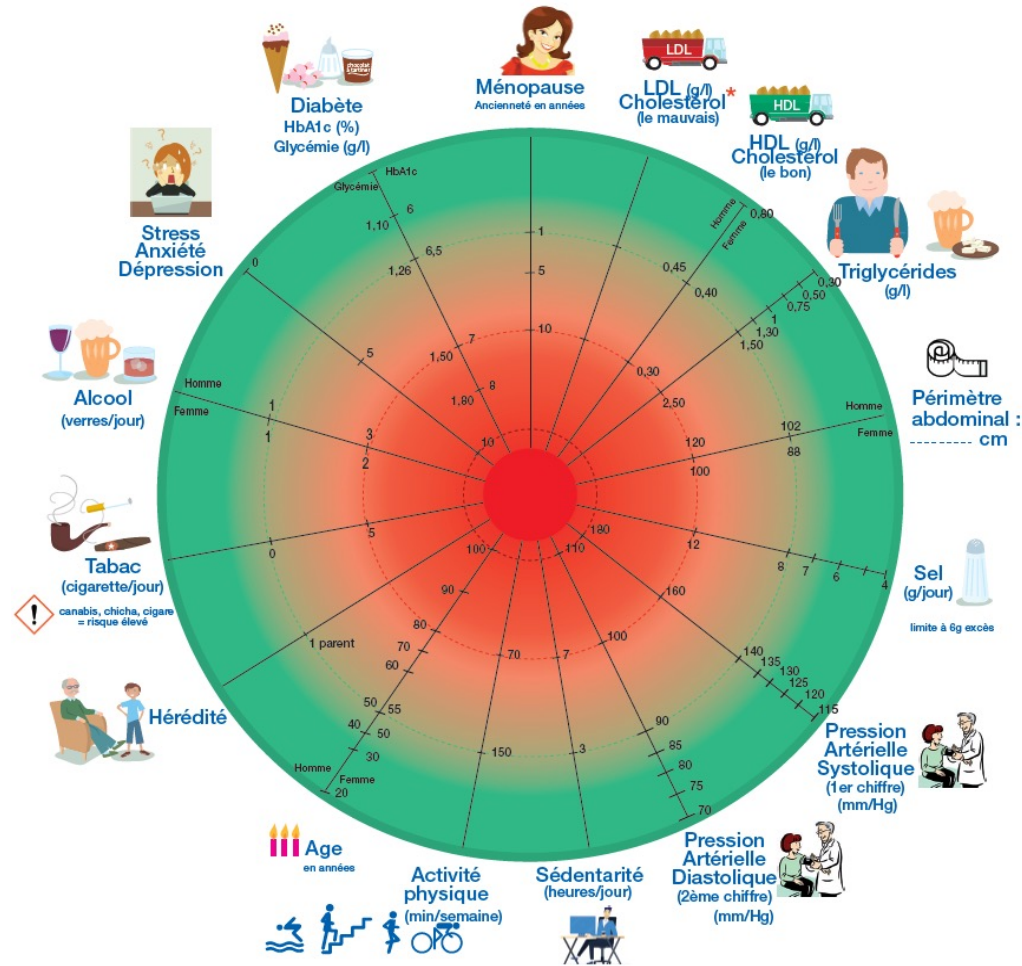 Diabète
HbA1c (%)
Glycémie (g/l)
chocolat
à tartiner
Ménopause
Ancienneté en années
LDL
LDL (g/l)
Cholestérol*
(le mauvais)
HDL
HDL (g/l)
Cholestérol
(le bon)
Triglycérides
(g/l)
Périmètre
abdominal :
-------- cm
Sel
(g/jour)
limite à 6g excès
Pression
Artérielle
Systolique
(1er chiffre)
(mm/Hg)
Pression
Artérielle
Diastolique
(2ème chiffre)
(mm/Hg)
Sédentarité
(heures/jour)
Activité
physique
(min/semaine)
Age
en années
Hérédité
Tabac
(cigarette/jour)
!
canabis, chicha, cigare
= risque élevé
Alcool
(verres/jour)
Stress
Anxiété
Dépression
Glycémie
HbA1c
1,10
6
1,26
6,5
1,50
7
1,80
8
1
5
10
Homme
Femme
0,80
0,45
0,40
0,30
0,30
0,50
0,75
1
1,30
1,50
2,50
Homme
Femme
102
88
120
100
4
6
7
8
12
115
120
125
130
135
140
160
180
70
75
80
85
90
100
110
3
7
150
70
Homme
Femme
20
30
40
50
50
55
60
70
80
90
100
1 parent
0
5
Homme
Femme
1
1
3
2
0
5
10